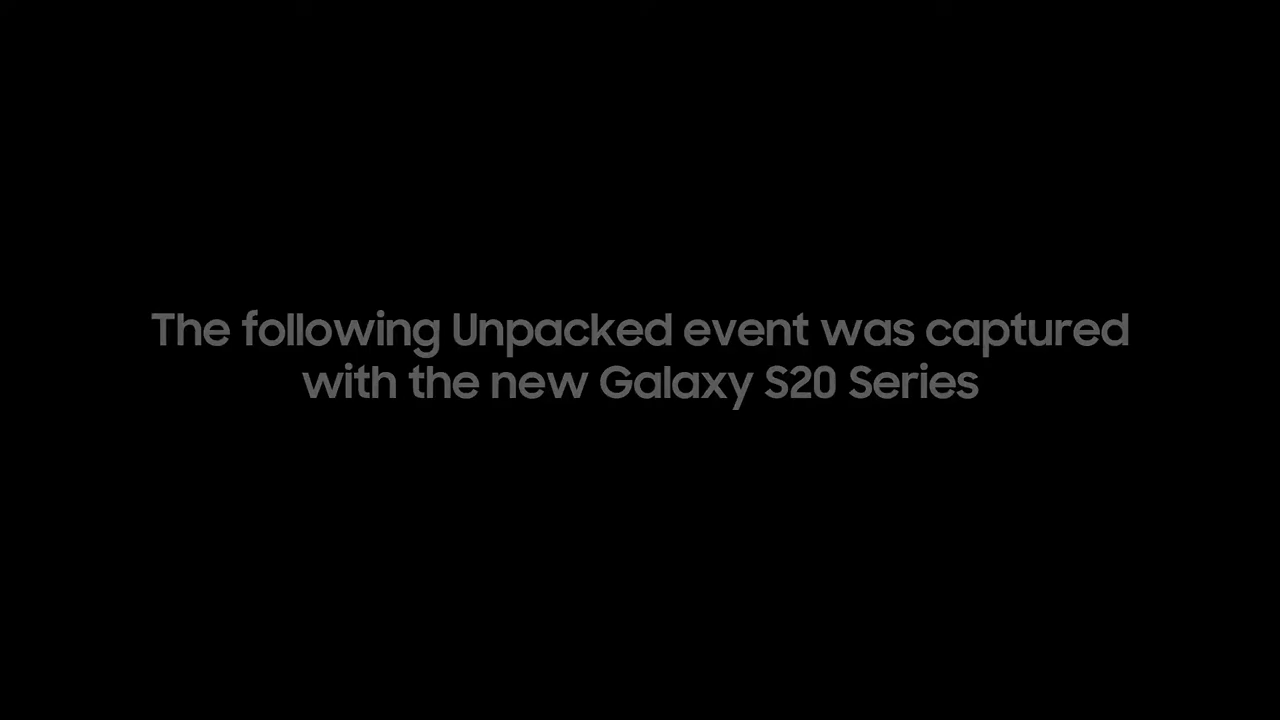 The following Unpacked event was captured
with the new Galaxy S20 Series